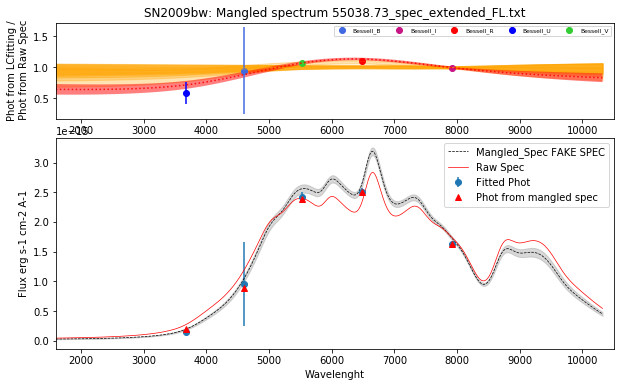 SN2009bw: Mangled spectrum 55038.73_spec_extended_FL.txt
Phot from LCfitting /
Phot from Raw Spec
1.5
1.0
0.5
Bessell_B
Bessell_I
Bessell_R
Bessell_U
Bessell_V
2000 3000 4000 5000 6000 7000 8000 9000 10000
Flux erg s-1 cm-2 A-1
3.0
2.5
2.0
1.5
1.0
0.5
0.0
Mangled_Spec FAKE SPEC
Raw Spec
Fitted Phot
Phot from mangled spec
2000 3000 4000 5000 6000 7000 8000 9000 10000
Wavelenght